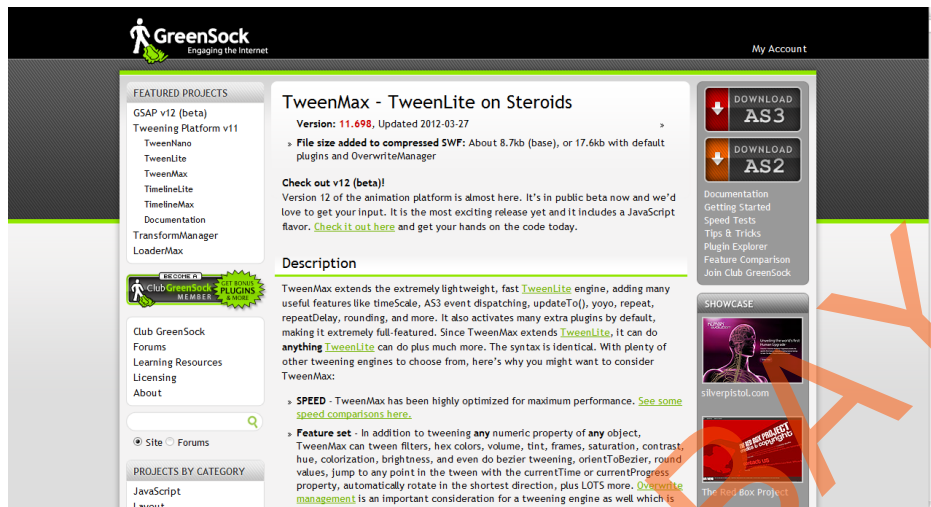 GreenSock
Engaging the Internet
My Account
FEATURED PROJECTS
GSAP v12 (beta)
Tweening Platform v11
TweenNano
TweenLite
TweenMax
TimelineLite
TimelineMax
Documentation
TransformManager
LoaderMax
BECOME A
Club GreenSock
MEMBER
GET BONUS
PLUGINS
& MORE
Club GreenSock
Forums
Learning Resources
Licensing
About
Site Forums
PROJECTS BY CATEGORY
JavaScript
Layout
TweenMax - TweenLite on Steroids
Version: 11.698, Updated 2012-03-27 »
» File size added to compressed SWF: About 8.7kb (base), or 17.6kb with default
plugins and OverwriteManager
Check out v12 (beta)!
Version 12 of the animation platform is almost here. It's in public beta now and we'd
love to get your input. It is the most exciting release yet and it includes a JavaScript
flavor. Check it out here and get your hands on the code today.
Description
TweenMax extends the extremely lightweight, fast TweenLite engine, adding many
useful features like timeScale, AS3 event dispatching, updateTo(), yoyo, repeat,
repeatDelay, rounding, and more. It also activates many extra plugins by default,
making it extremely full-featured. Since TweenMax extends TweenLite, it can do
anything TweenLite can do plus much more. The syntax is identical. With plenty of
other tweening engines to choose from, here's why you might want to consider
TweenMax:
» SPEED - TweenMax has been highly optimized for maximum performance. See some
speed comparisons here.
» Feature set - In addition to tweening any numeric property of any object,
TweenMax can tween filters, hex colors, volume, tint, frames, saturation, contrast,
hue, colorization, brightness, and even do bezier tweening, orientToBezier, round
values, jump to any point in the tween with the currentTime or currentProgress
property, automatically rotate in the shortest direction, plus LOTS more. Overwrite
management is an important consideration for a tweening engine as well which is
DOWNLOAD
AS3
DOWNLOAD
AS2
Documentation
Getting Started
Speed Tests
Tips & Tricks
Plugin Explorer
Feature Comparison
Join Club GreenSock
SHOWCASE
silverpistol.com
THE RED BOX PROJECT
The Red Box Project